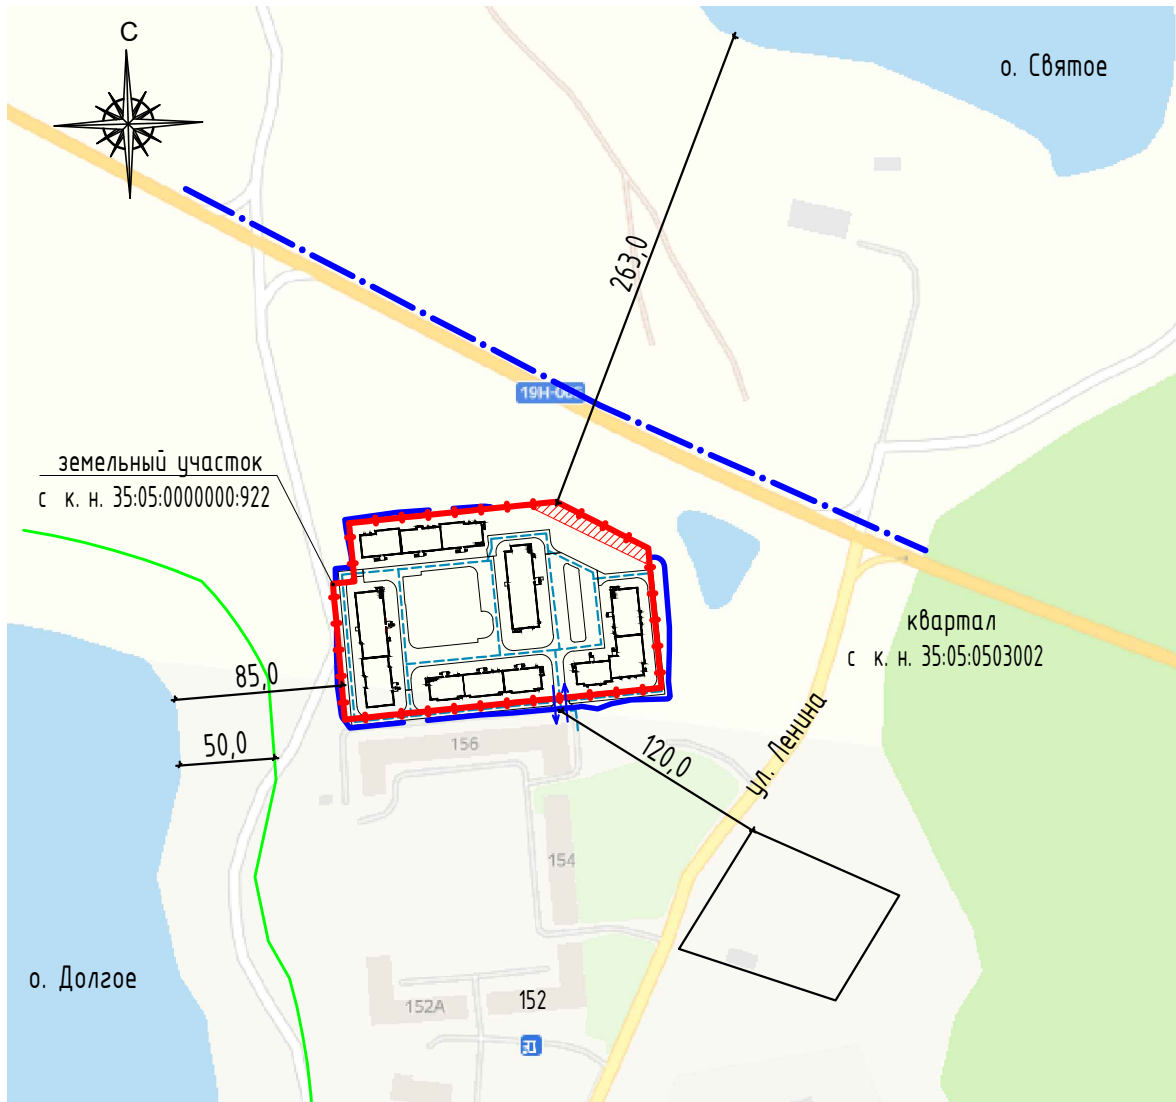 С
о. Святое
263,0
19Н-005
земельный участок
с к. н. 35:05:0000000:922
квартал
с к. н. 35:05:0503002
85,0
50,0
156
120,0
ул. Ленина
154
о. Долгое
152А
152